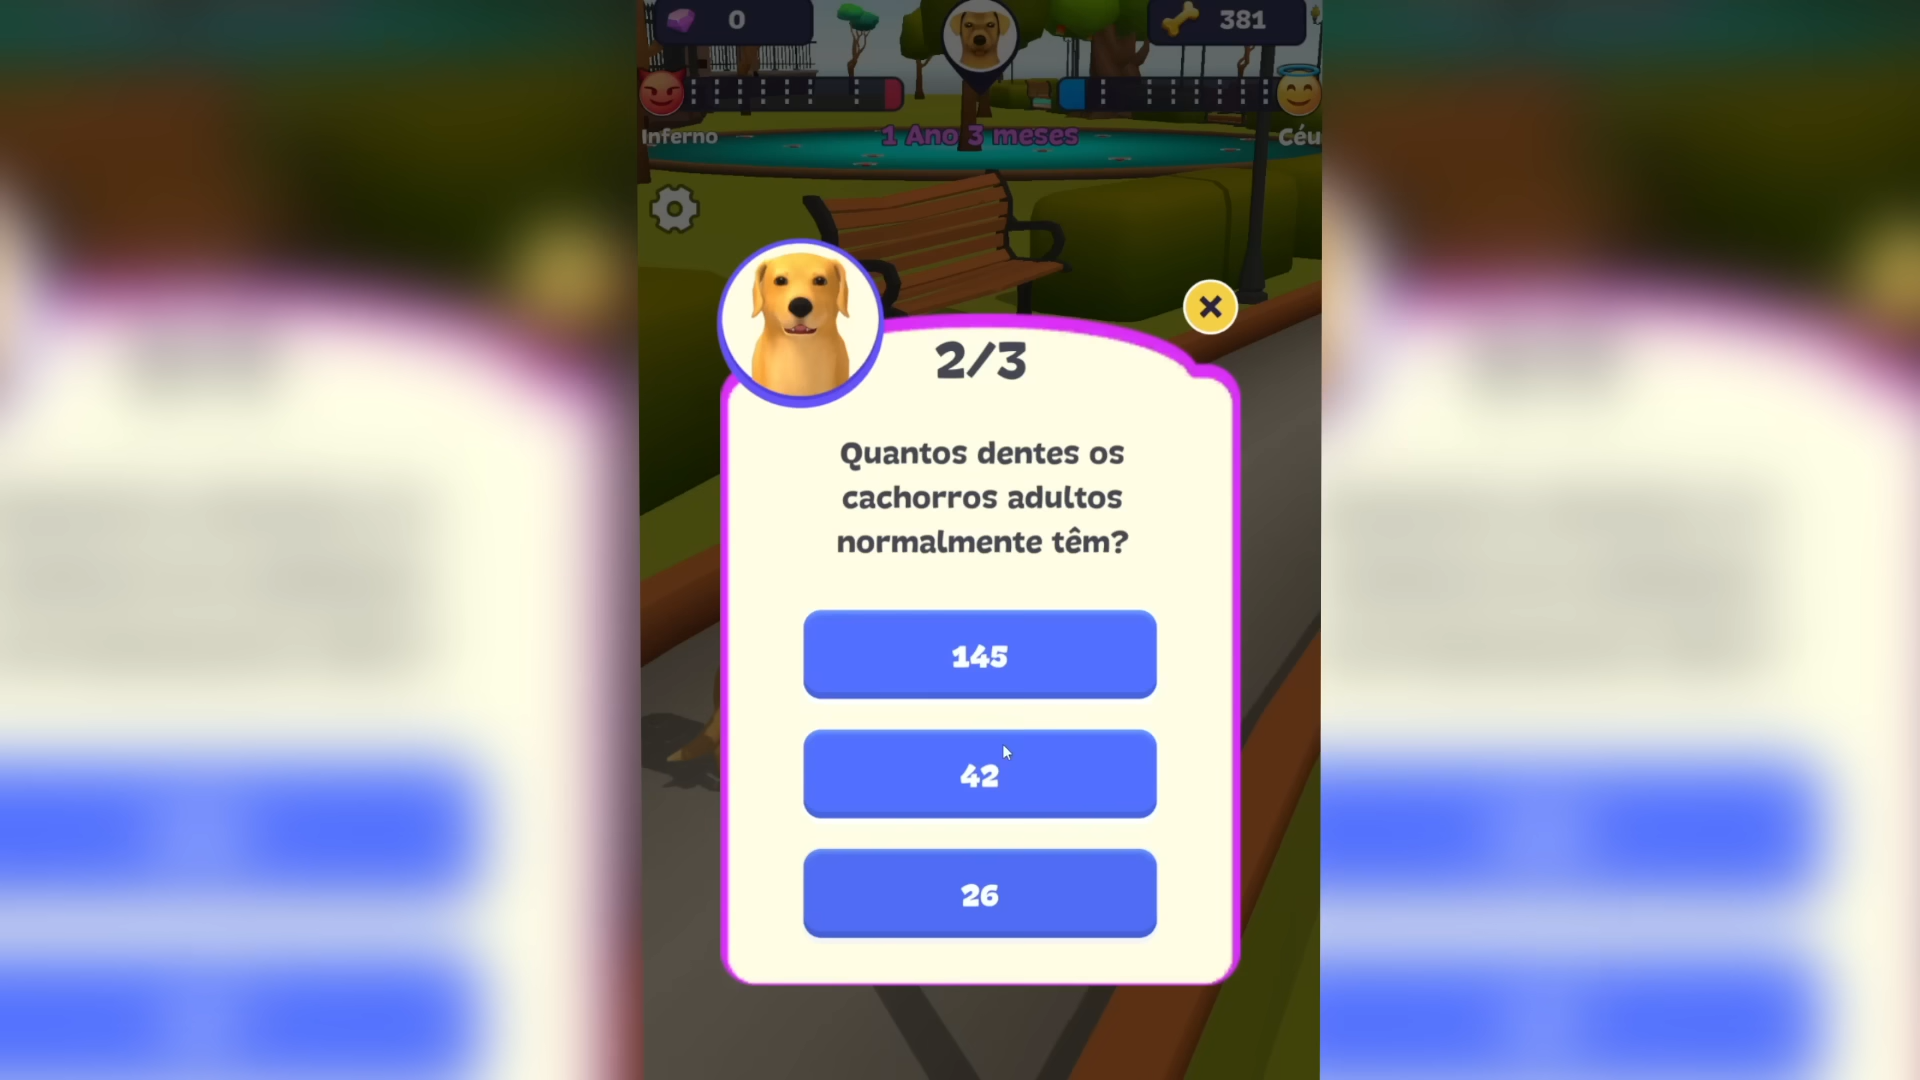 0
381
Inferno
1 Ano 3 meses
Céu
2/3
Quantos dentes os
cachorros adultos
normalmente têm?
145
42
26